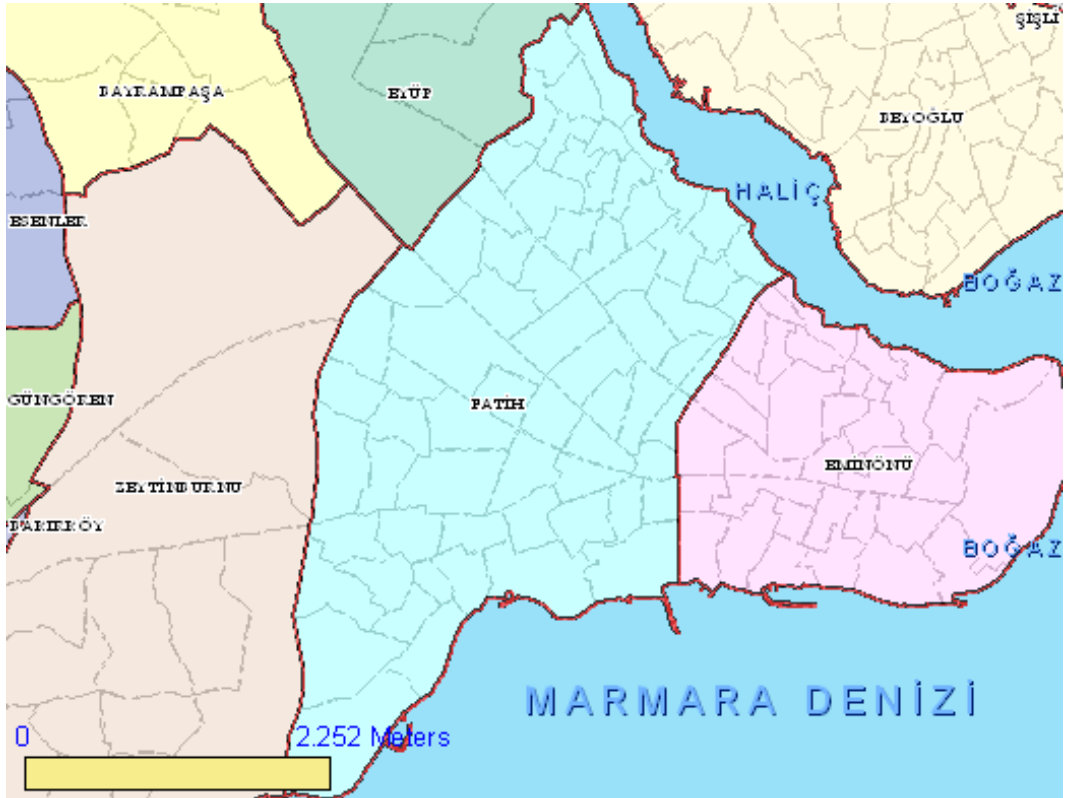 ŞİŞLİ
BAYRAMPAŞA
EYÜP
BEYOĞLU
HALİÇ
ESENLER
BOĞAZ
GÜNGÖREN
FATİH
EMİNÖNÜ
ZEYTİNBURNU
BAKIRKÖY
BOĞAZ
MARMARA DENİZİ
0 2.252 Meters